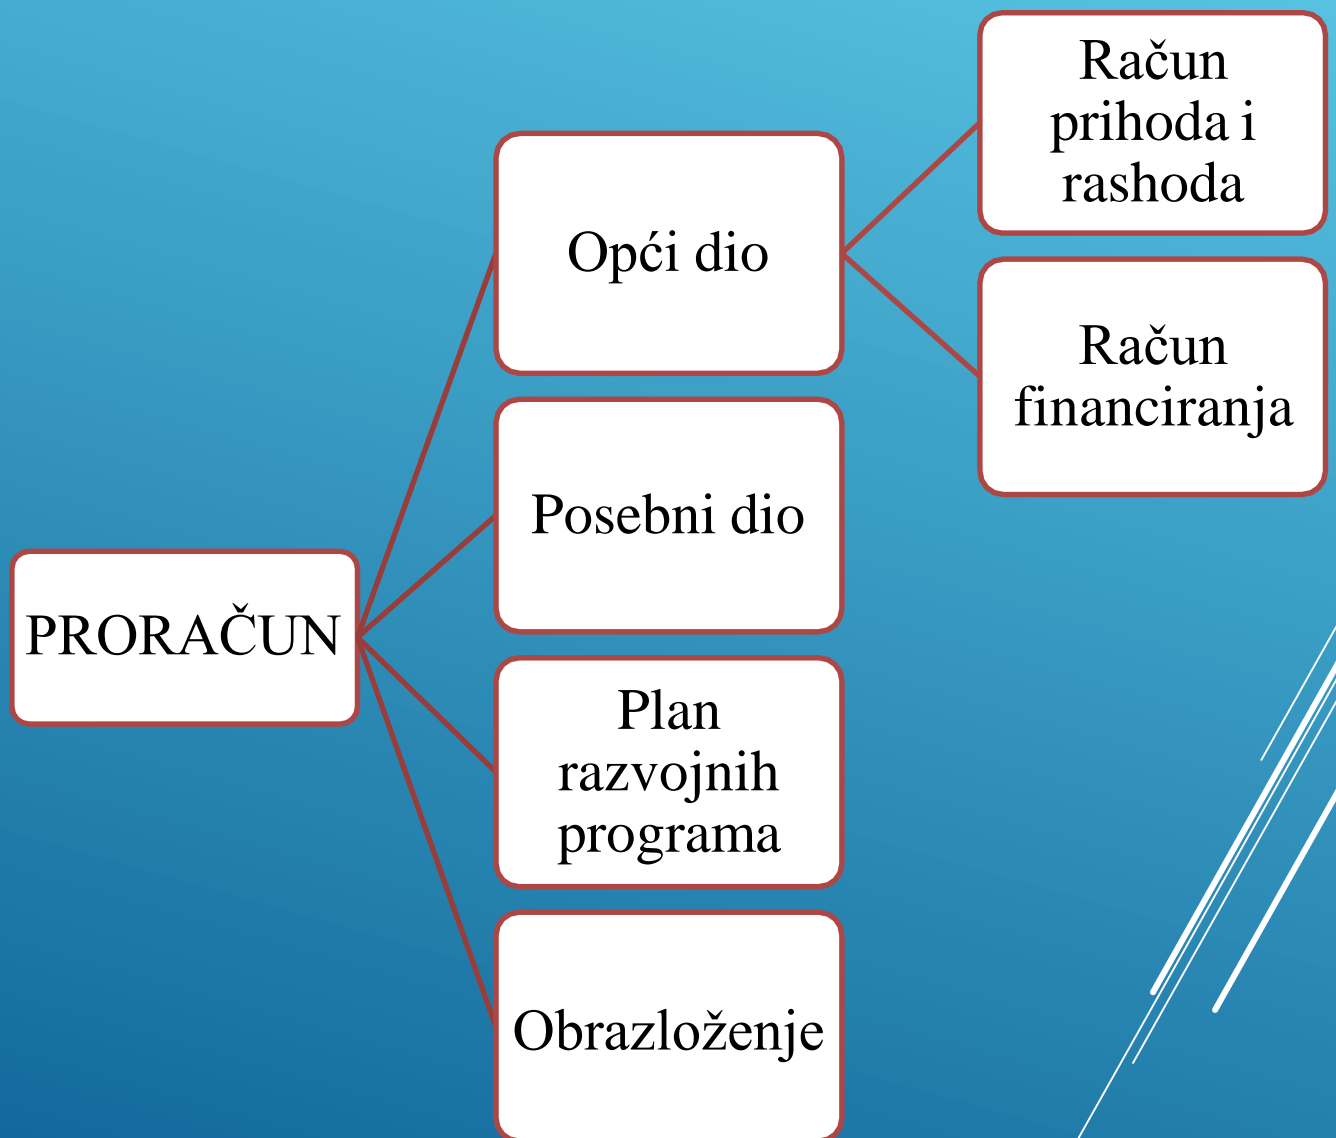 PRORAČUN
Opći dio
Račun
prihoda i
rashoda
Račun
financiranja
Posebni dio
Plan
razvojnih
programa
Obrazloženje